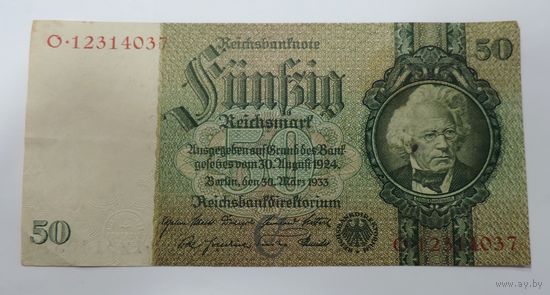 O·12314037
Reichsbanknote
50
Fünfzig
Reichsmark
50
Ausgegeben auf Grund des Bank
gesetzes vom 30. August 1924.
Berlin, den 30. März 1933
Reichsbankdirektorium
50
O·12314037
www.ay.by